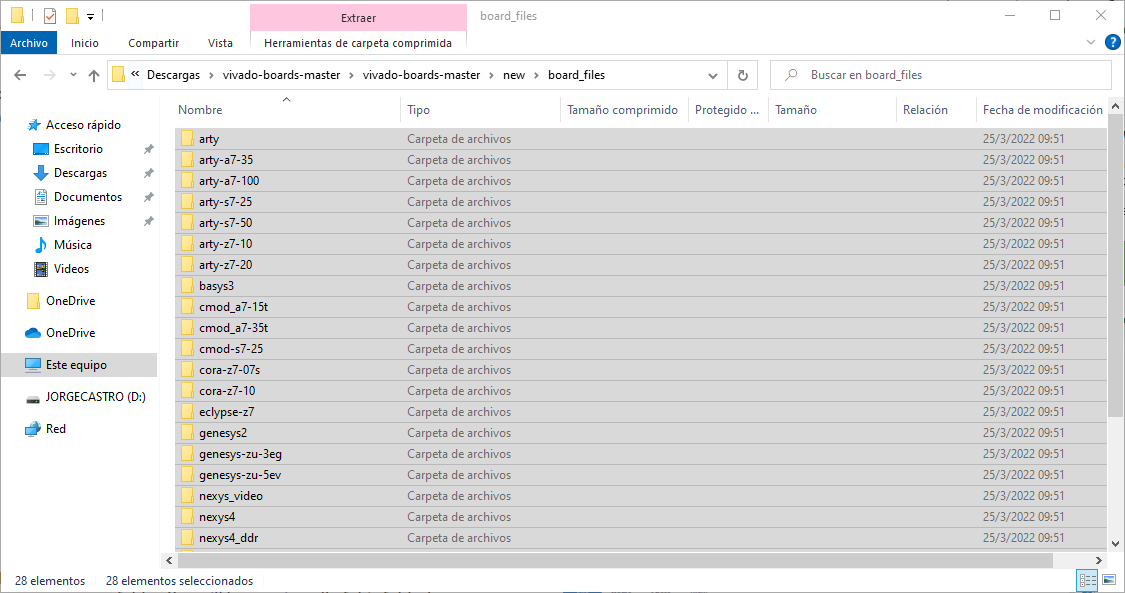 Extraer
board_files
Archivo
Inicio
Compartir
Vista
Herramientas de carpeta comprimida
« Descargas › vivado-boards-master › vivado-boards-master › new › board_files
Buscar en board_files
Nombre Tipo Tamaño comprimido Protegido ... Tamaño Relación Fecha de modificación
Acceso rápido
Escritorio
Descargas
Documentos
Imágenes
Música
Videos
OneDrive
OneDrive
Este equipo
JORGECASTRO (D:)
Red
arty Carpeta de archivos 25/3/2022 09:51
arty-a7-35 Carpeta de archivos 25/3/2022 09:51
arty-a7-100 Carpeta de archivos 25/3/2022 09:51
arty-s7-25 Carpeta de archivos 25/3/2022 09:51
arty-s7-50 Carpeta de archivos 25/3/2022 09:51
arty-z7-10 Carpeta de archivos 25/3/2022 09:51
arty-z7-20 Carpeta de archivos 25/3/2022 09:51
basys3 Carpeta de archivos 25/3/2022 09:51
cmod_a7-15t Carpeta de archivos 25/3/2022 09:51
cmod_a7-35t Carpeta de archivos 25/3/2022 09:51
cmod-s7-25 Carpeta de archivos 25/3/2022 09:51
cora-z7-07s Carpeta de archivos 25/3/2022 09:51
cora-z7-10 Carpeta de archivos 25/3/2022 09:51
eclypse-z7 Carpeta de archivos 25/3/2022 09:51
genesys2 Carpeta de archivos 25/3/2022 09:51
genesys-zu-3eg Carpeta de archivos 25/3/2022 09:51
genesys-zu-5ev Carpeta de archivos 25/3/2022 09:51
nexys_video Carpeta de archivos 25/3/2022 09:51
nexys4 Carpeta de archivos 25/3/2022 09:51
nexys4_ddr Carpeta de archivos 25/3/2022 09:51
28 elementos
28 elementos seleccionados